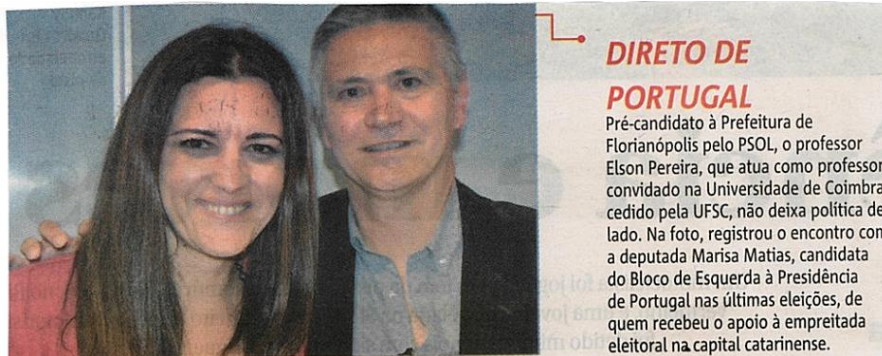 DIRETO DE
PORTUGAL
Pré-candidato à Prefeitura de
Florianópolis pelo PSOL, o professor
Elson Pereira, que atua como professor
convidado na Universidade de Coimbra
cedido pela UFSC, não deixa política de
lado. Na foto, registrou o encontro com
a deputada Marisa Matias, candidata
do Bloco de Esquerda à Presidência
de Portugal nas últimas eleições, de
quem recebeu o apoio à empreitada
eleitoral na capital catarinense.